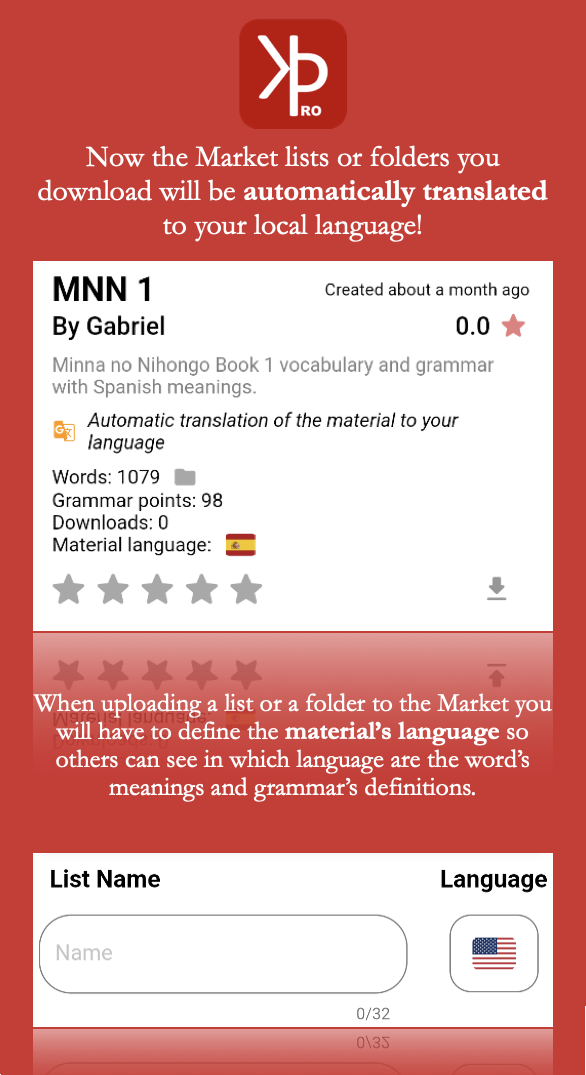 RO
Now the Market lists or folders you
download will be automatically translated
to your local language!
MNN 1
Created about a month ago
By Gabriel
0.0
Minna no Nihongo Book 1 vocabulary and grammar
with Spanish meanings.
Automatic translation of the material to your
language
Words: 1079
Grammar points: 98
Downloads: 0
Material language:
When uploading a list or a folder to the Market you
will have to define the material’s language so
others can see in which language are the word’s
meanings and grammar’s definitions.
List Name
Language
Name
0/32